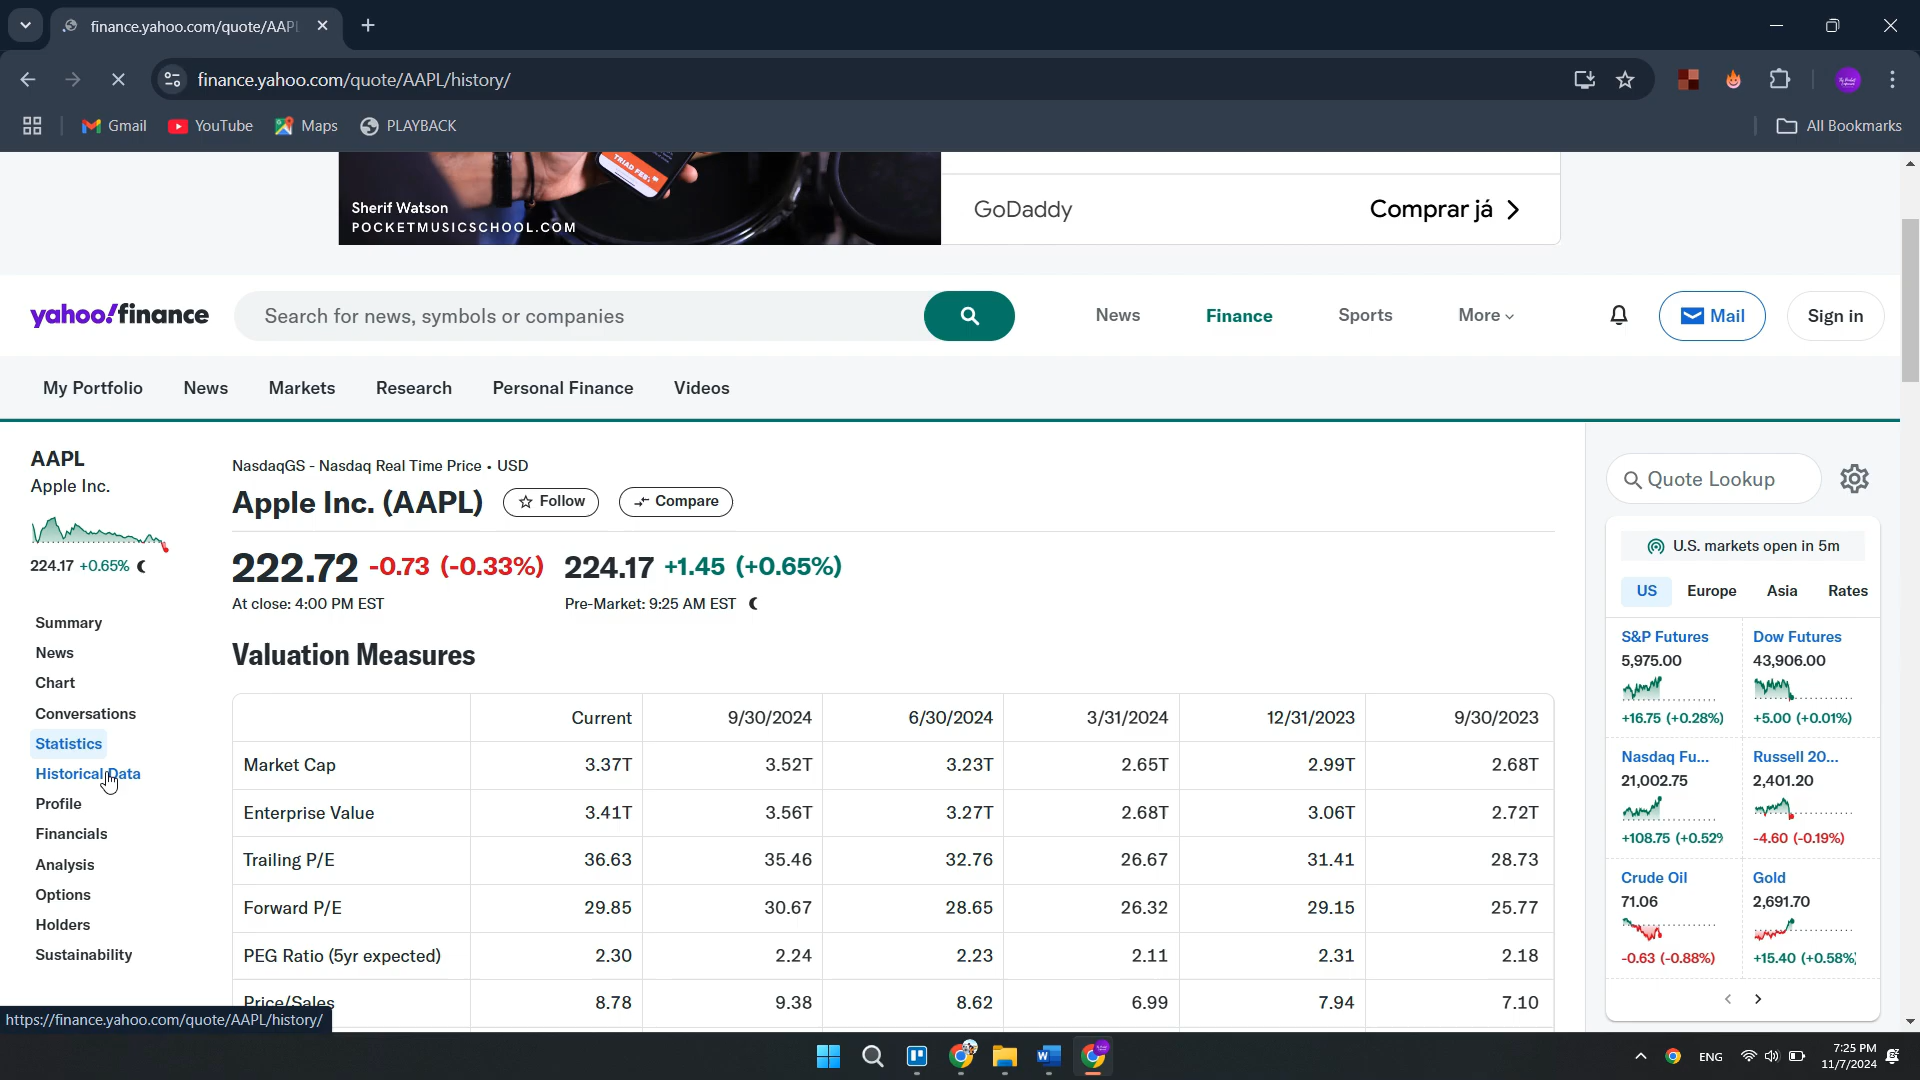 finance.yahoo.com/quote/AAPL
finance.yahoo.com/quote/AAPL/history/
Gmail
YouTube
Maps
PLAYBACK
All Bookmarks
TRIAD FEB:
Sherif Watson
POCKETMUSICSCHOOL.COM
GoDaddy
Comprar já
yahoo!finance
Search for news, symbols or companies
News
Finance
Sports
More
Mail
Sign in
My Portfolio
News
Markets
Research
Personal Finance
Videos
AAPL
Apple Inc.
224.17 +0.65%
Summary
News
Chart
Conversations
Statistics
Historical Data
Profile
Financials
Analysis
Options
Holders
Sustainability
NasdaqGS - Nasdaq Real Time Price • USD
Apple Inc. (AAPL)
Follow
Compare
222.72 -0.73 (-0.33%) 224.17 +1.45 (+0.65%)
At close: 4:00 PM EST Pre-Market: 9:25 AM EST
Valuation Measures
Current 9/30/2024 6/30/2024 3/31/2024 12/31/2023 9/30/2023
Market Cap 3.37T 3.52T 3.23T 2.65T 2.99T 2.68T
Enterprise Value 3.41T 3.56T 3.27T 2.68T 3.06T 2.72T
Trailing P/E 36.63 35.46 32.76 26.67 31.41 28.73
Forward P/E 29.85 30.67 28.65 26.32 29.15 25.77
PEG Ratio (5yr expected) 2.30 2.24 2.23 2.11 2.31 2.18
Price/Sales 8.78 9.38 8.62 6.99 7.94 7.10
Quote Lookup
U.S. markets open in 5m
US Europe Asia Rates
S&P Futures
5,975.00
+16.75 (+0.28%)
Dow Futures
43,906.00
+5.00 (+0.01%)
Nasdaq Fu...
21,002.75
+108.75 (+0.52%
Russell 20...
2,401.20
-4.60 (-0.19%)
Crude Oil
71.06
-0.63 (-0.88%)
Gold
2,691.70
+15.40 (+0.58%)
https://finance.yahoo.com/quote/AAPL/history/
ENG
7:25 PM
11/7/2024